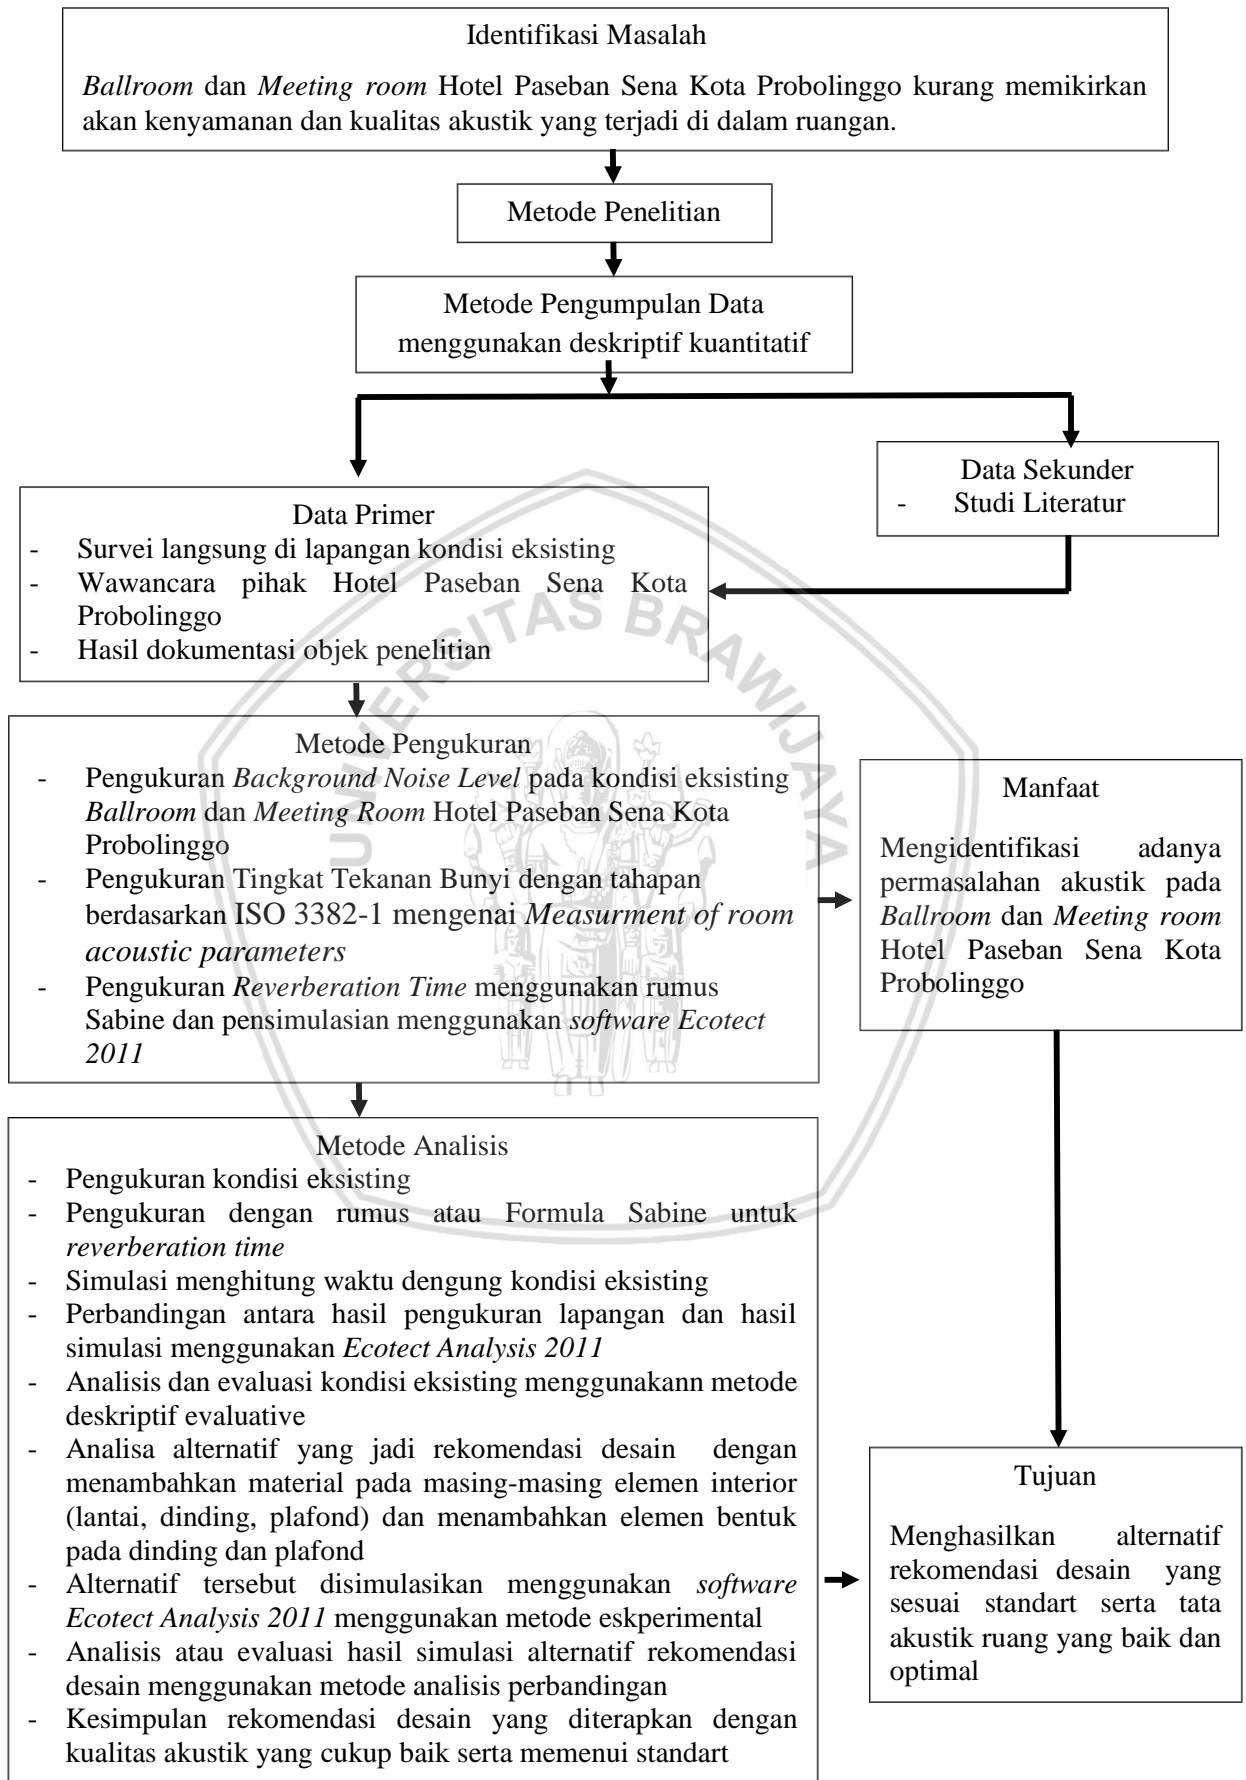 Identifikasi Masalah
Ballroom dan Meeting room Hotel Paseban Sena Kota Probolinggo kurang memikirkan
akan kenyamanan dan kualitas akustik yang terjadi di dalam ruangan.
Metode Penelitian
Metode Pengumpulan Data
menggunakan deskriptif kuantitatif
Data Sekunder
- Studi Literatur
Data Primer
- Survei langsung di lapangan kondisi eksisting
- Wawancara pihak Hotel Paseban Sena Kota
Probolinggo
- Hasil dokumentasi objek penelitian
UNIVERSITAS BRAWIJAYA
Metode Pengukuran
- Pengukuran Background Noise Level pada kondisi eksisting
Ballroom dan Meeting Room Hotel Paseban Sena Kota
Probolinggo
- Pengukuran Tingkat Tekanan Bunyi dengan tahapan
berdasarkan ISO 3382-1 mengenai Measurment of room
acoustic parameters
- Pengukuran Reverberation Time menggunakan rumus
Sabine dan pensimulasian menggunakan software Ecotect
2011
Manfaat
Mengidentifikasi adanya
permasalahan akustik pada
Ballroom dan Meeting room
Hotel Paseban Sena Kota
Probolinggo
Metode Analisis
- Pengukuran kondisi eksisting
- Pengukuran dengan rumus atau Formula Sabine untuk
reverberation time
- Simulasi menghitung waktu dengung kondisi eksisting
- Perbandingan antara hasil pengukuran lapangan dan hasil
simulasi menggunakan Ecotect Analysis 2011
- Analisis dan evaluasi kondisi eksisting menggunakann metode
deskriptif evaluative
- Analisa alternatif yang jadi rekomendasi desain dengan
menambahkan material pada masing-masing elemen interior
(lantai, dinding, plafond) dan menambahkan elemen bentuk
pada dinding dan plafond
- Alternatif tersebut disimulasikan menggunakan software
Ecotect Analysis 2011 menggunakan metode eskperimental
- Analisis atau evaluasi hasil simulasi alternatif rekomendasi
desain menggunakan metode analisis perbandingan
- Kesimpulan rekomendasi desain yang diterapkan dengan
kualitas akustik yang cukup baik serta memenui standart
Tujuan
Menghasilkan alternatif
rekomendasi desain yang
sesuai standart serta tata
akustik ruang yang baik dan
optimal